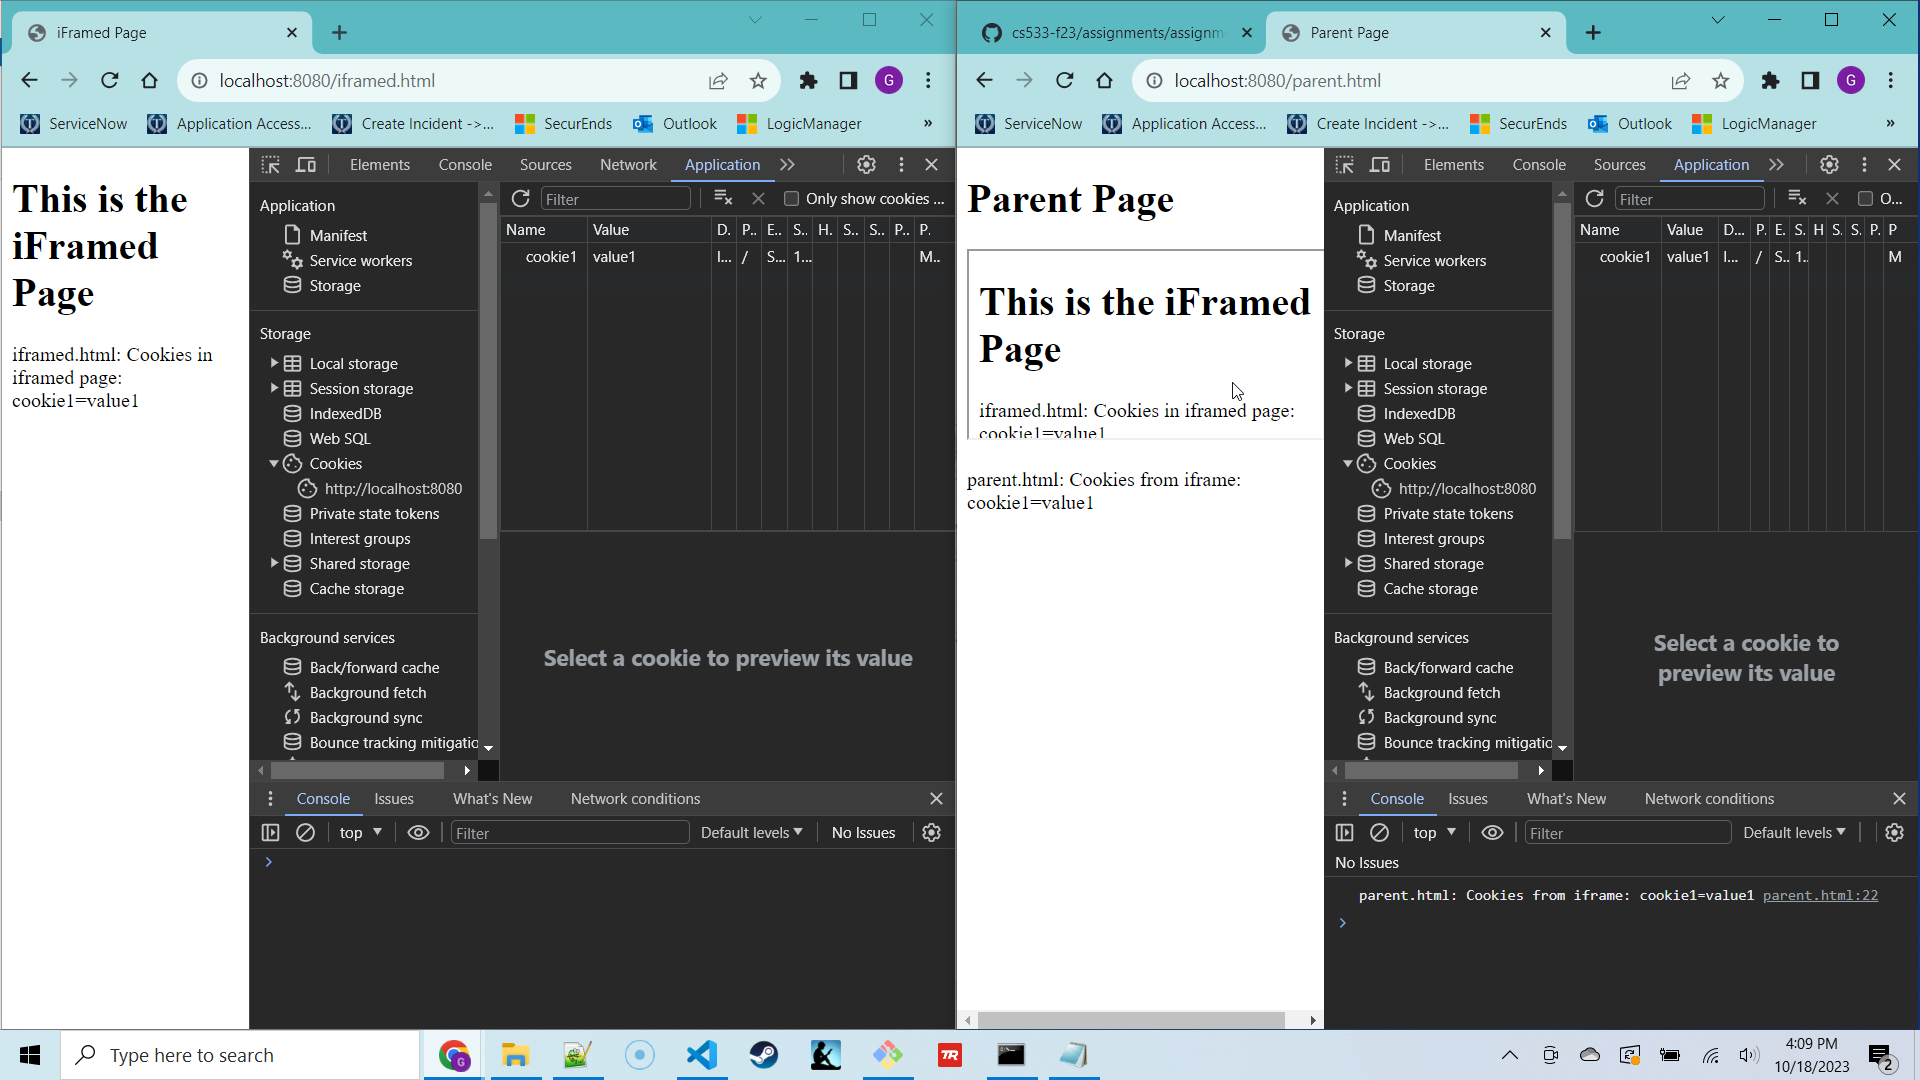 iFramed Page
localhost:8080/iframed.html
G
ServiceNow
Application Access...
Create Incident ->...
SecurEnds
Outlook
LogicManager
»
This is the
iFramed
Page
iframed.html: Cookies in
iframed page:
cookie1=value1
Elements
Console
Sources
Network
Application
Application
Manifest
Service workers
Storage
Storage
Local storage
Session storage
IndexedDB
Web SQL
Cookies
http://localhost:8080
Private state tokens
Interest groups
Shared storage
Cache storage
Background services
Back/forward cache
Background fetch
Background sync
Bounce tracking mitigatio
Filter
Only show cookies ...
Name Value D. P.. E.. S.. H. S.. S.. P.. P.
cookie1 value1 l... / S... 1... M..
Select a cookie to preview its value
Console
Issues
What's New
Network conditions
top
Filter
Default levels
No Issues
cs533-f23/assignments/assignm
Parent Page
localhost:8080/parent.html
G
ServiceNow
Application Access...
Create Incident ->...
SecurEnds
Outlook
LogicManager
»
Parent Page
This is the iFramed
Page
iframed.html: Cookies in iframed page:
cookie1=value1
parent.html: Cookies from iframe:
cookie1=value1
Elements
Console
Sources
Application
Application
Manifest
Service workers
Storage
Storage
Local storage
Session storage
IndexedDB
Web SQL
Cookies
http://localhost:8080
Private state tokens
Interest groups
Shared storage
Cache storage
Background services
Back/forward cache
Background fetch
Background sync
Bounce tracking mitigatio
Filter
O...
Name Value D... P. E. S. H S. S. P. P
cookie1 value1 l... / S.. 1.. M
Select a cookie to
preview its value
Console
Issues
What's New
Network conditions
top
Filter
Default levels
No Issues
parent.html: Cookies from iframe: cookie1=value1 parent.html:22
Type here to search
G
TR
4:09 PM
10/18/2023
2